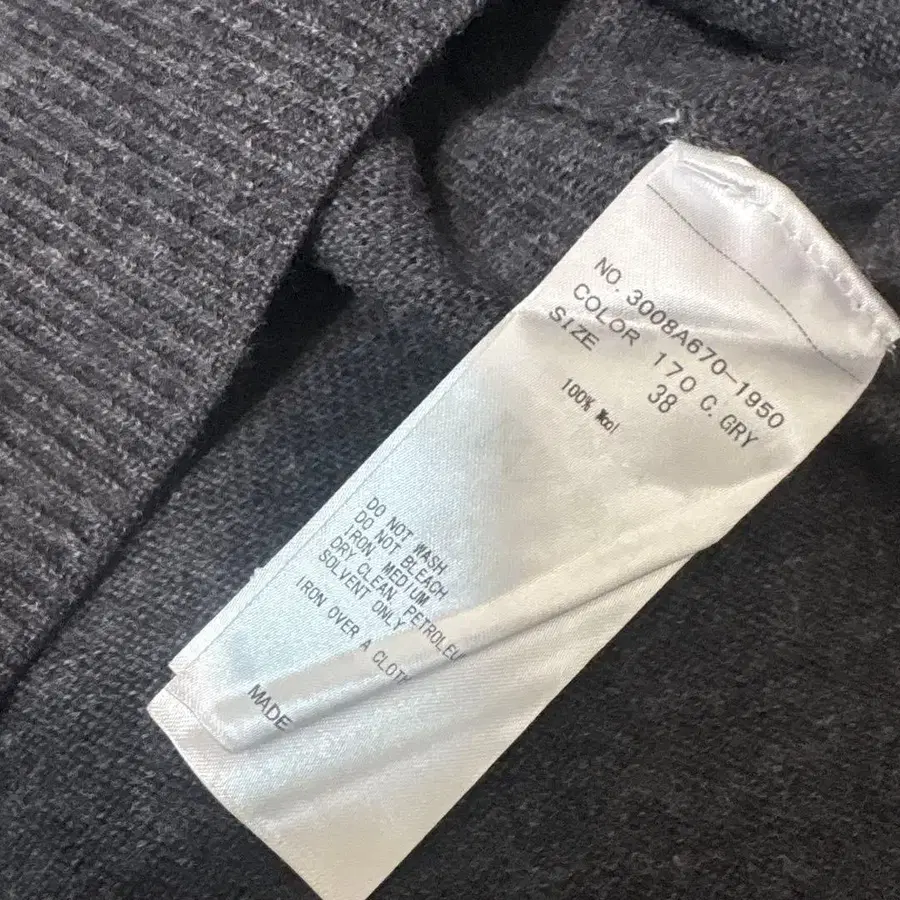 NO. 3008A670-1950
COLOR 170 C.GRY
SIZE 38
100% Wool
DO NOT WASH
DO NOT BLEACH
IRON MEDIUM
DRY CLEAN, PETROLEU
SOLVENT ONLY
IRON OVER A CLOTH
MADE